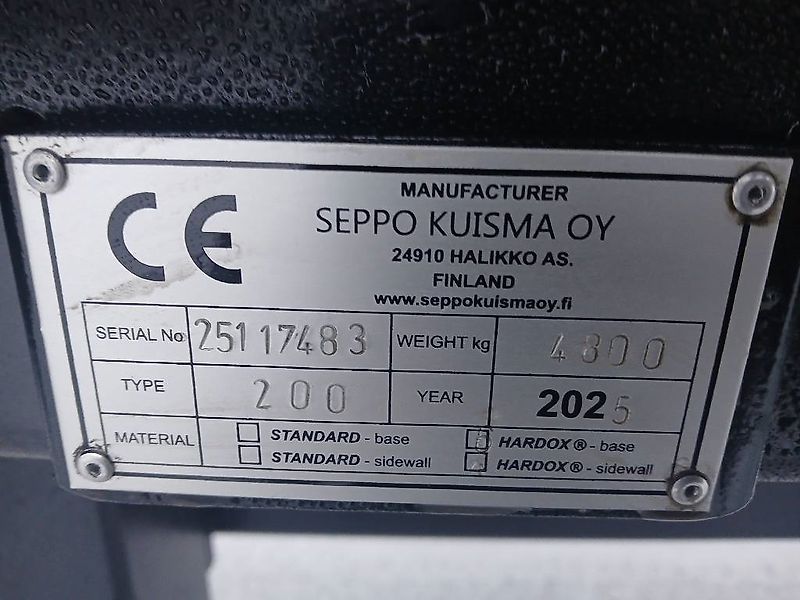 CE
MANUFACTURER
SEPPO KUISMA OY
24910 HALIKKO AS.
FINLAND
www.seppokuismaoy.fi
SERIAL No 25117483 WEIGHT kg 4800
TYPE 200 YEAR 2025
MATERIAL STANDARD - base HARDOX® - base
STANDARD - sidewall HARDOX® - sidewall